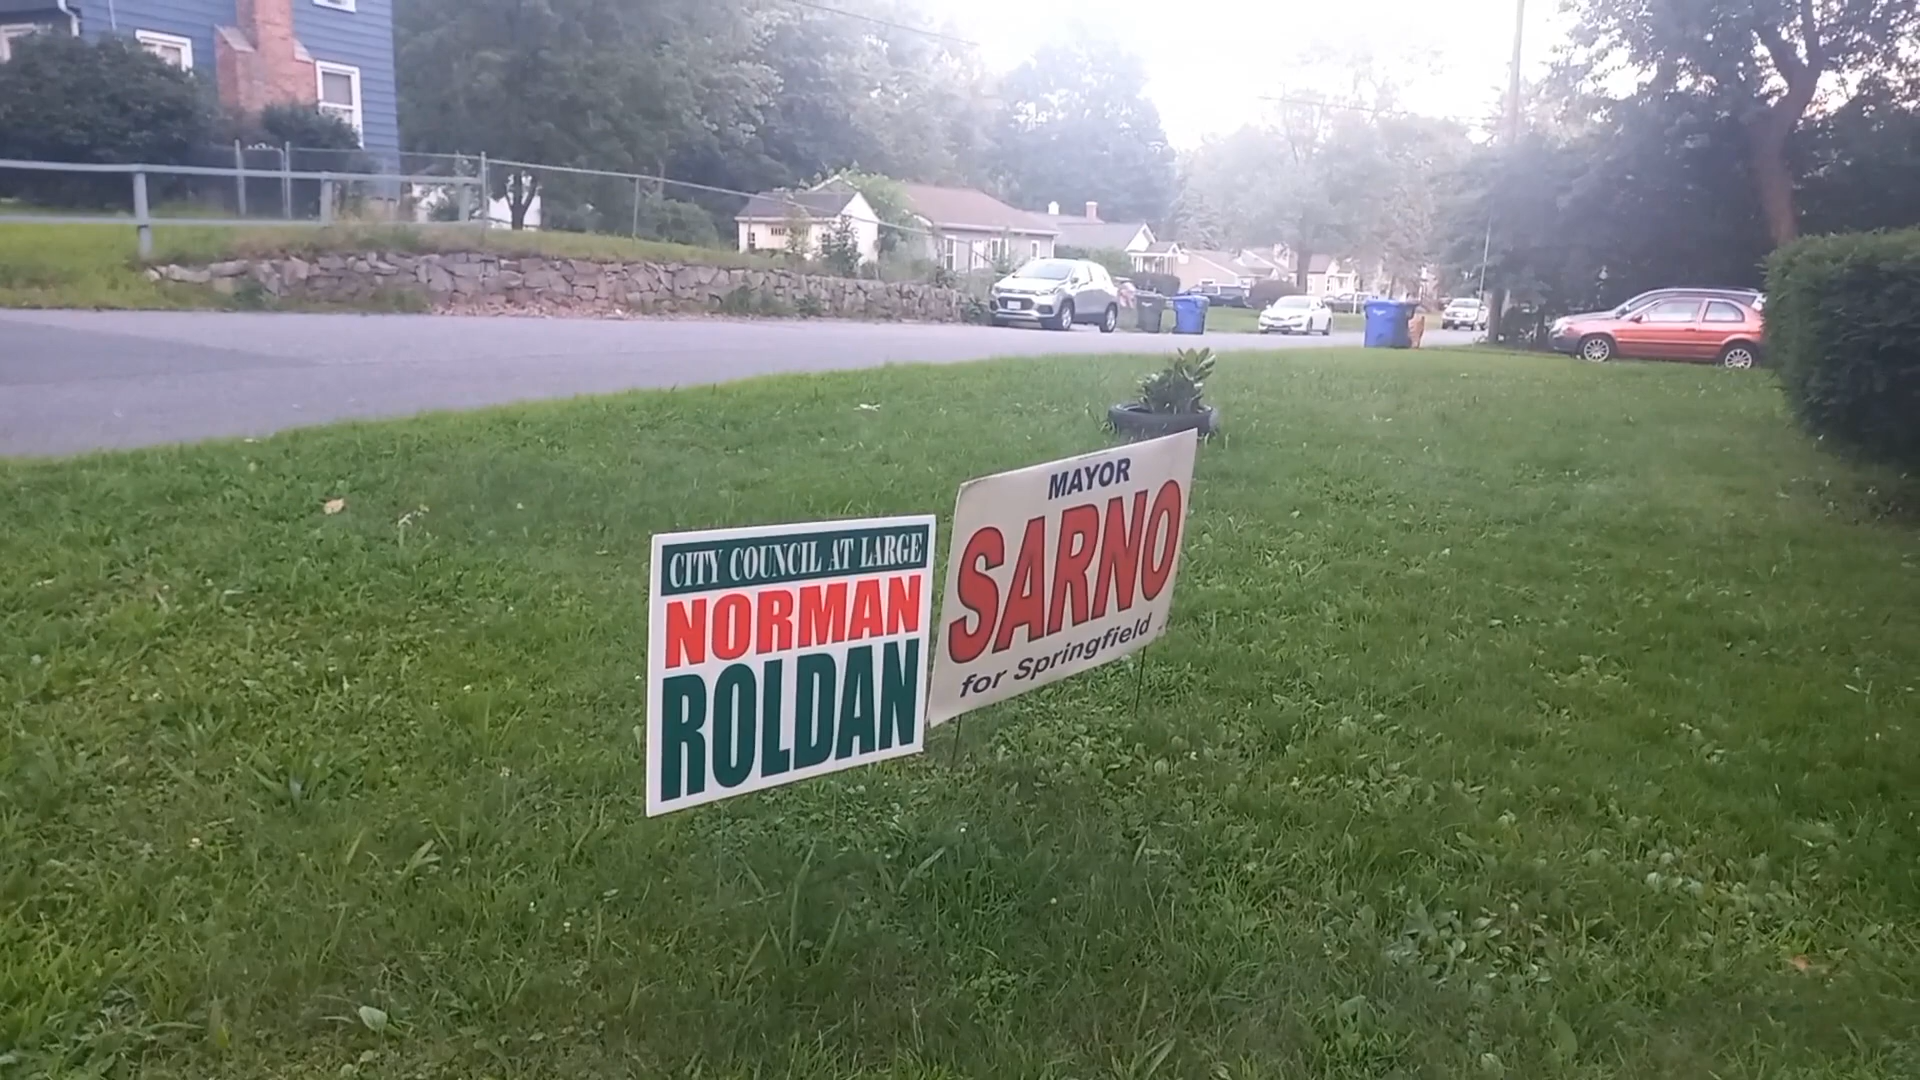 CITY COUNCIL AT LARGE
NORMAN
ROLDAN
MAYOR
SARNO
for Springfield